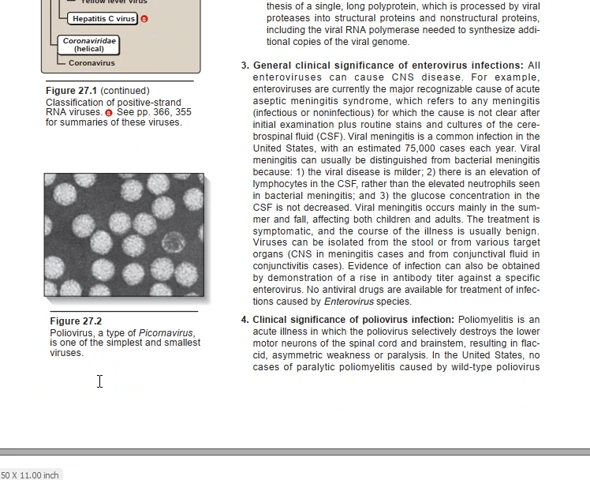 Hepatitis C virus
Coronaviridae
(helical)
Coronavirus
Figure 27.1 (continued)
Classification of positive-strand
RNA viruses. See pp. 366, 355
for summaries of these viruses.
Figure 27.2
Poliovirus, a type of Picornavirus,
is one of the simplest and smallest
viruses.
thesis of a single, long polyprotein, which is processed by viral
proteases into structural proteins and nonstructural proteins,
including the viral RNA polymerase needed to synthesize addi-
tional copies of the viral genome.
3. General clinical significance of enterovirus infections: All
enteroviruses can cause CNS disease. For example,
enteroviruses are currently the major recognizable cause of acute
aseptic meningitis syndrome, which refers to any meningitis
(infectious or noninfectious) for which the cause is not clear after
initial examination plus routine stains and cultures of the cere-
brospinal fluid (CSF). Viral meningitis is a common infection in the
United States, with an estimated 75,000 cases each year. Viral
meningitis can usually be distinguished from bacterial meningitis
because: 1) the viral disease is milder; 2) there is an elevation of
lymphocytes in the CSF, rather than the elevated neutrophils seen
in bacterial meningitis; and 3) the glucose concentration in the
CSF is not decreased. Viral meningitis occurs mainly in the sum-
mer and fall, affecting both children and adults. The treatment is
symptomatic, and the course of the illness is usually benign.
Viruses can be isolated from the stool or from various target
organs (CNS in meningitis cases and from conjunctival fluid in
conjunctivitis cases). Evidence of infection can also be obtained
by demonstration of a rise in antibody titer against a specific
enterovirus. No antiviral drugs are available for treatment of infec-
tions caused by Enterovirus species.
4. Clinical significance of poliovirus infection: Poliomyelitis is an
acute illness in which the poliovirus selectively destroys the lower
motor neurons of the spinal cord and brainstem, resulting in flac-
cid, asymmetric weakness or paralysis. In the United States, no
cases of paralytic poliomyelitis caused by wild-type poliovirus
50 X 11.00 inch